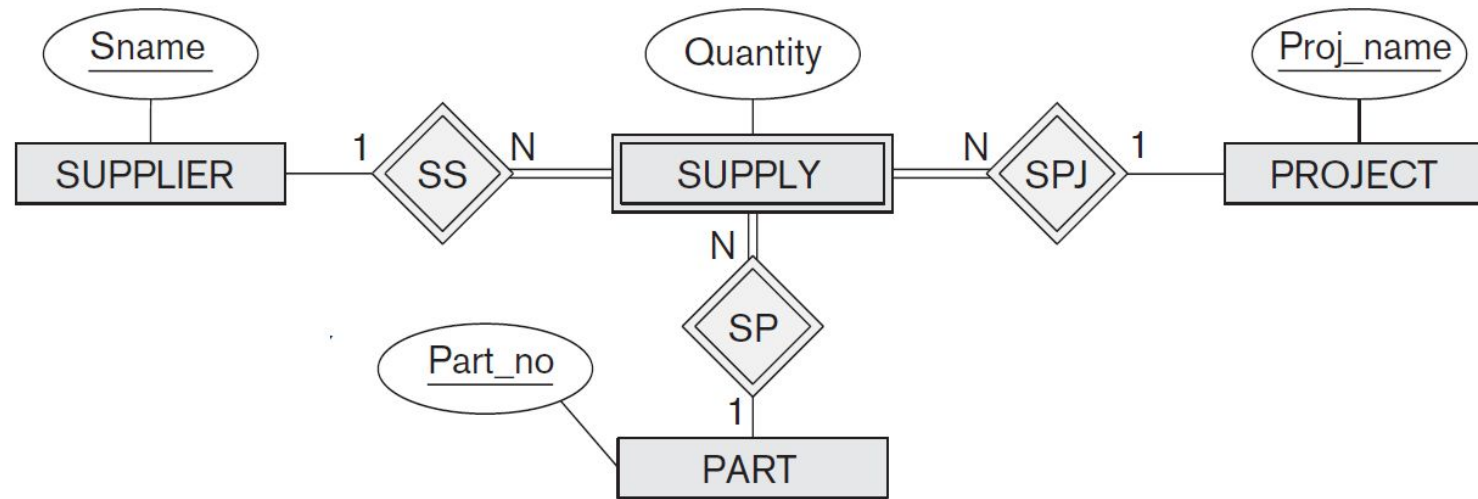 Sname
Quantity
Proj_name
1
N
N
1
SUPPLIER
SS
SUPPLY
SPJ
PROJECT
N
SP
Part_no
1
PART